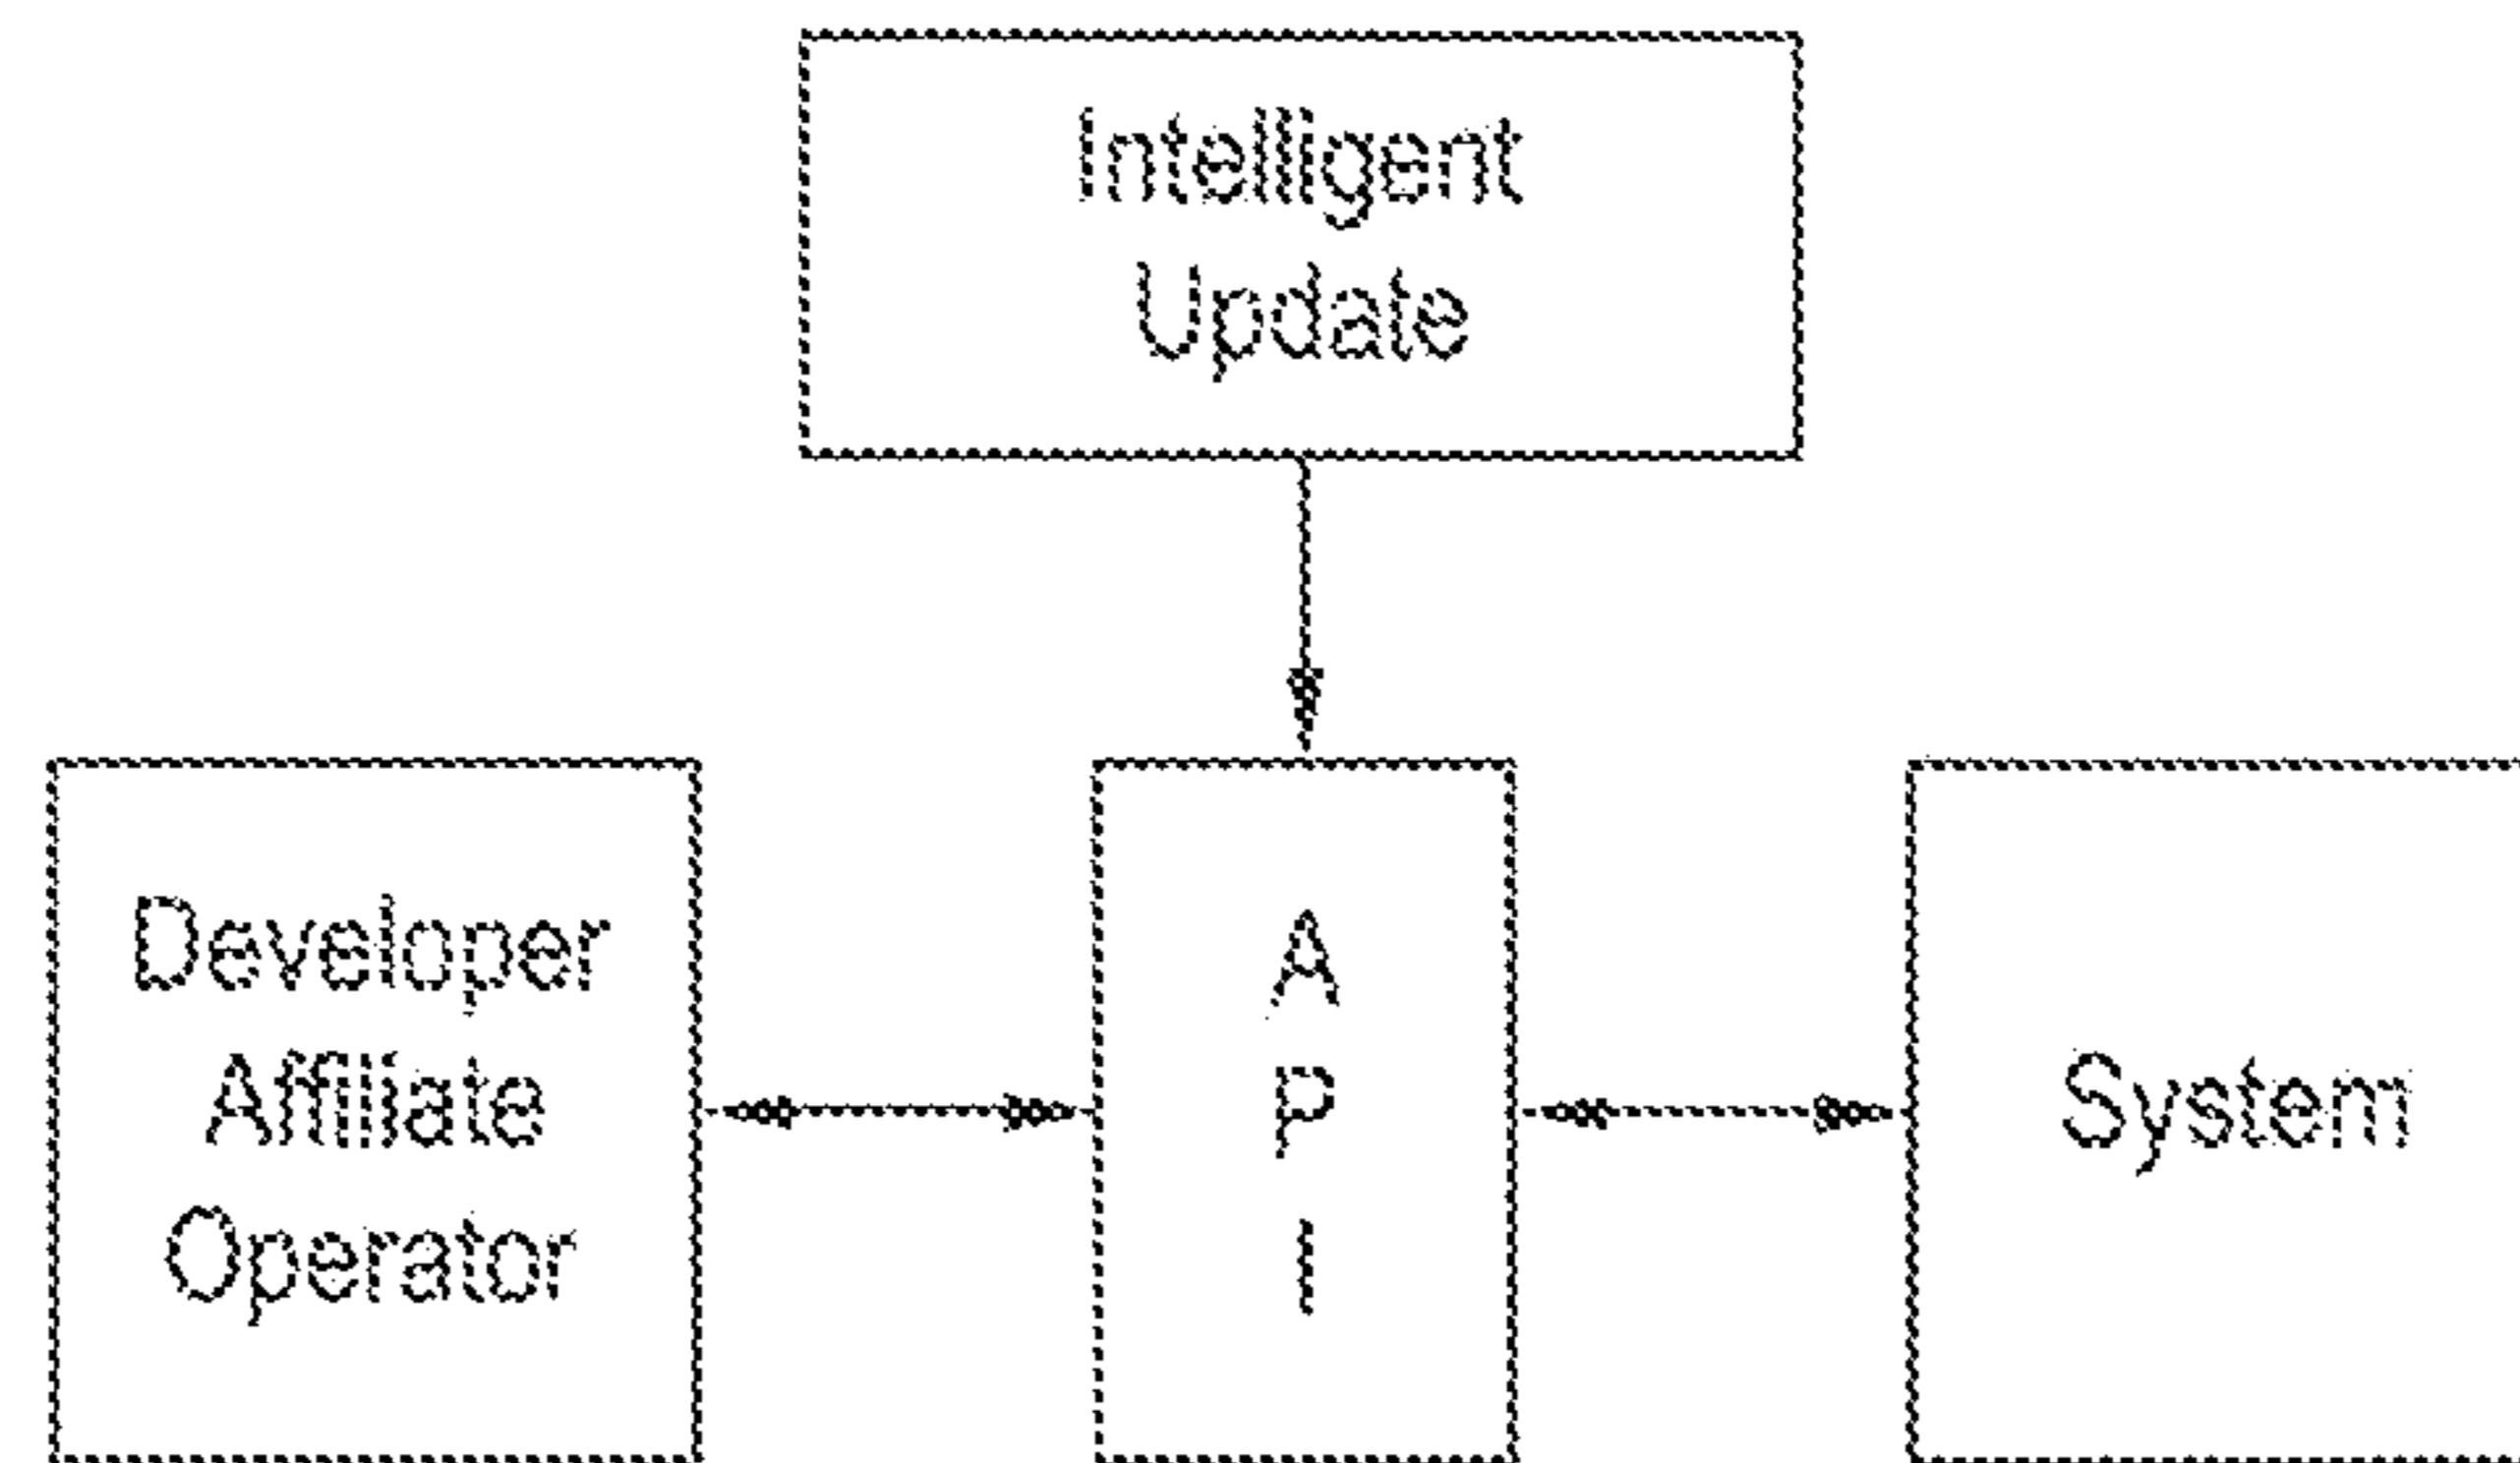 Intelligent
Update
Developer
Affiliate
Operator
A
P
I
System